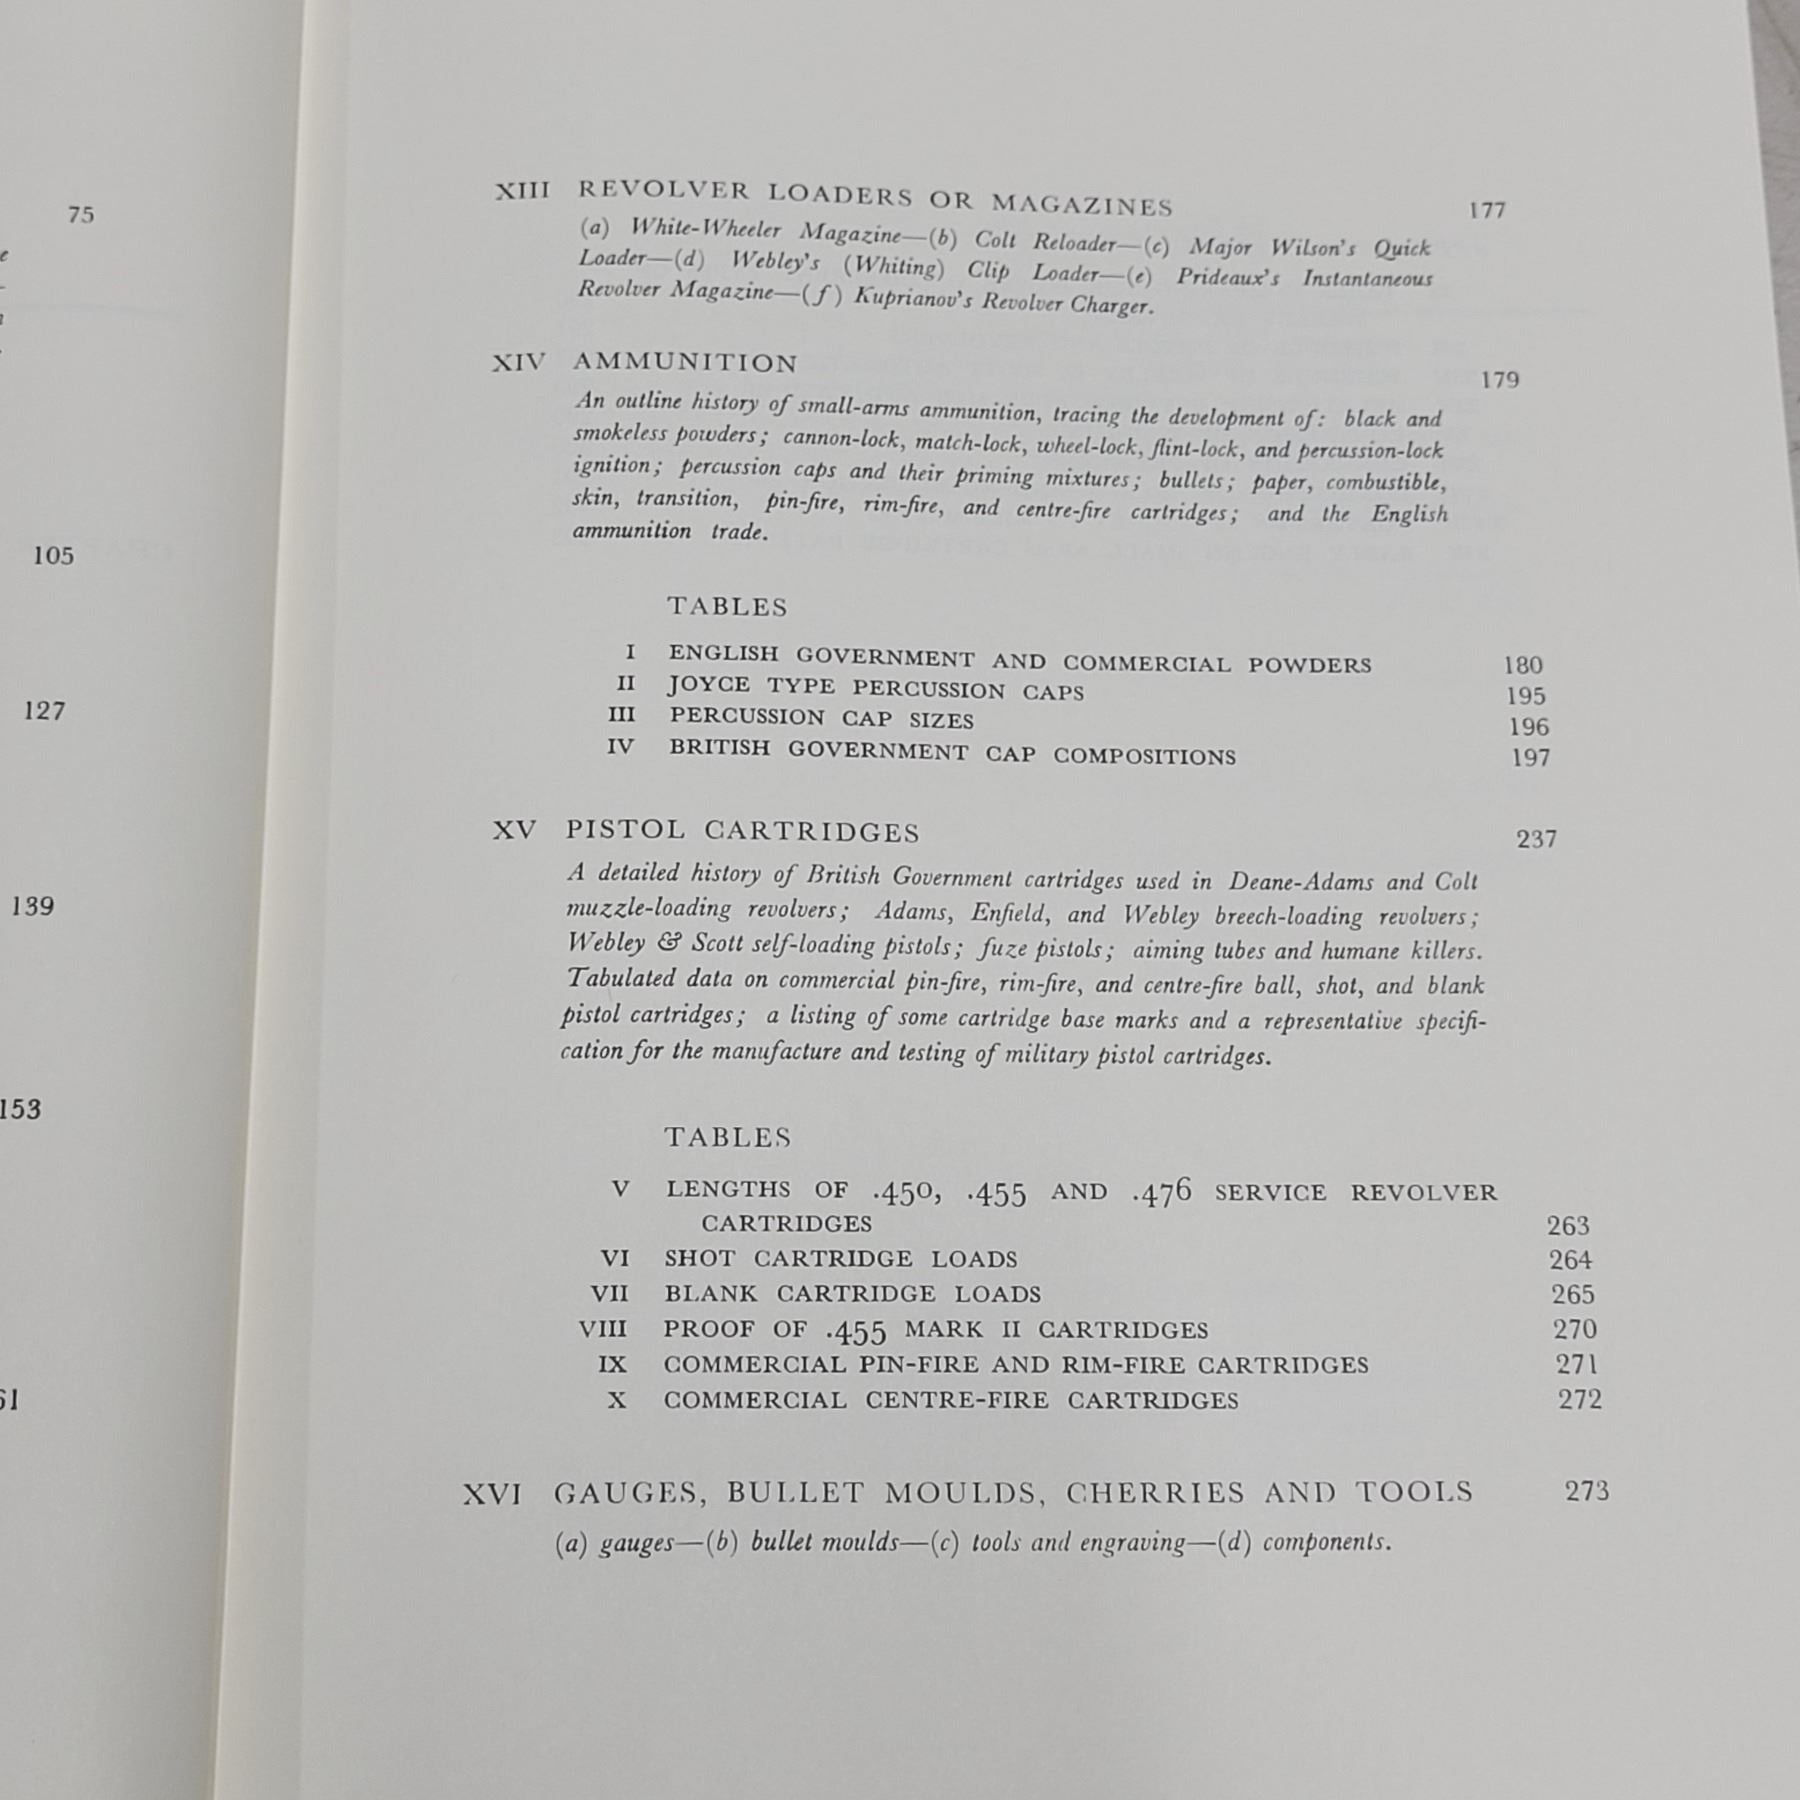 75
105
127
139
153
XIII REVOLVER LOADERS OR MAGAZINES 177
(a) White-Wheeler Magazine—(b) Colt Reloader—(c) Major Wilson's Quick
Loader—(d) Webley's (Whiting) Clip Loader—(e) Prideaux's Instantaneous
Revolver Magazine—(f) Kuprianov's Revolver Charger.
XIV AMMUNITION 179
An outline history of small-arms ammunition, tracing the development of: black and
smokeless powders; cannon-lock, match-lock, wheel-lock, flint-lock, and percussion-lock
ignition; percussion caps and their priming mixtures; bullets; paper, combustible,
skin, transition, pin-fire, rim-fire, and centre-fire cartridges; and the English
ammunition trade.
TABLES
I ENGLISH GOVERNMENT AND COMMERCIAL POWDERS 180
II JOYCE TYPE PERCUSSION CAPS 195
III PERCUSSION CAP SIZES 196
IV BRITISH GOVERNMENT CAP COMPOSITIONS 197
XV PISTOL CARTRIDGES 237
A detailed history of British Government cartridges used in Deane-Adams and Colt
muzzle-loading revolvers; Adams, Enfield, and Webley breech-loading revolvers;
Webley & Scott self-loading pistols; fuze pistols; aiming tubes and humane killers.
Tabulated data on commercial pin-fire, rim-fire, and centre-fire ball, shot, and blank
pistol cartridges; a listing of some cartridge base marks and a representative specifi-
cation for the manufacture and testing of military pistol cartridges.
TABLES
V LENGTHS OF .450, .455 AND .476 SERVICE REVOLVER
CARTRIDGES 263
VI SHOT CARTRIDGE LOADS 264
VII BLANK CARTRIDGE LOADS 265
VIII PROOF OF .455 MARK II CARTRIDGES 270
IX COMMERCIAL PIN-FIRE AND RIM-FIRE CARTRIDGES 271
X COMMERCIAL CENTRE-FIRE CARTRIDGES 272
XVI GAUGES, BULLET MOULDS, CHERRIES AND TOOLS 273
(a) gauges—(b) bullet moulds—(c) tools and engraving—(d) components.